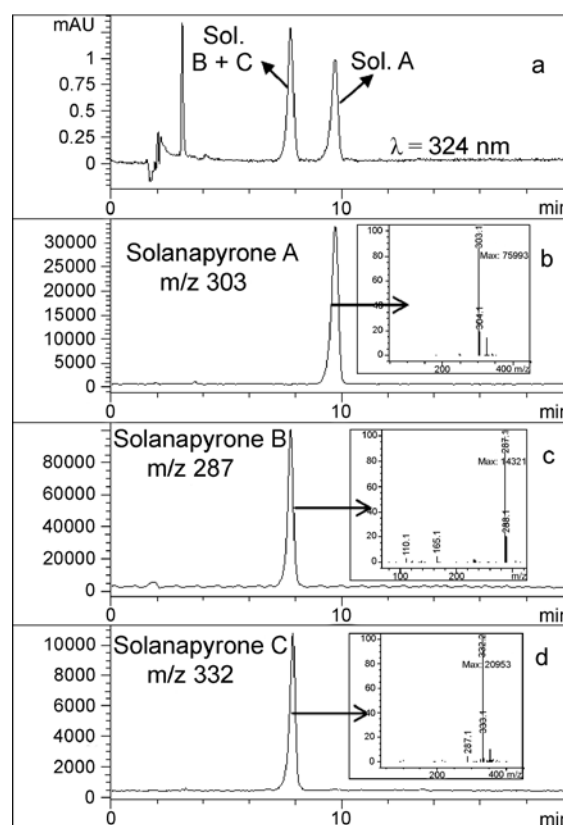 mAU
Sol.
B + C
Sol. A
a
1
0.75
0.5
0.25
0
λ = 324 nm
0 10 min
30000
25000
20000
15000
10000
5000
0
Solanapyrone A
m/z 303
b
100
80
60
40
20
0
303.1
Max: 75993
304.1
200 400 m/z
0 10 min
80000
60000
40000
20000
0
Solanapyrone B
m/z 287
c
100
80
60
40
20
0
287.1
Max: 14321
288.1
110.1
165.1
100 200 m/z
0 10 min
10000
8000
6000
4000
2000
0
Solanapyrone C
m/z 332
d
100
80
60
40
20
0
332.2
Max: 20953
333.1
287.1
200 400 m/z
0 10 min